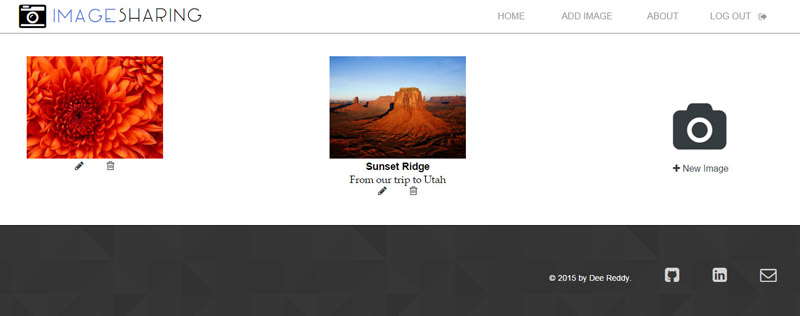 IMAGESHARING
HOME
ADD IMAGE
ABOUT
LOG OUT
Sunset Ridge
From our trip to Utah
New Image
© 2015 by Dee Reddy.